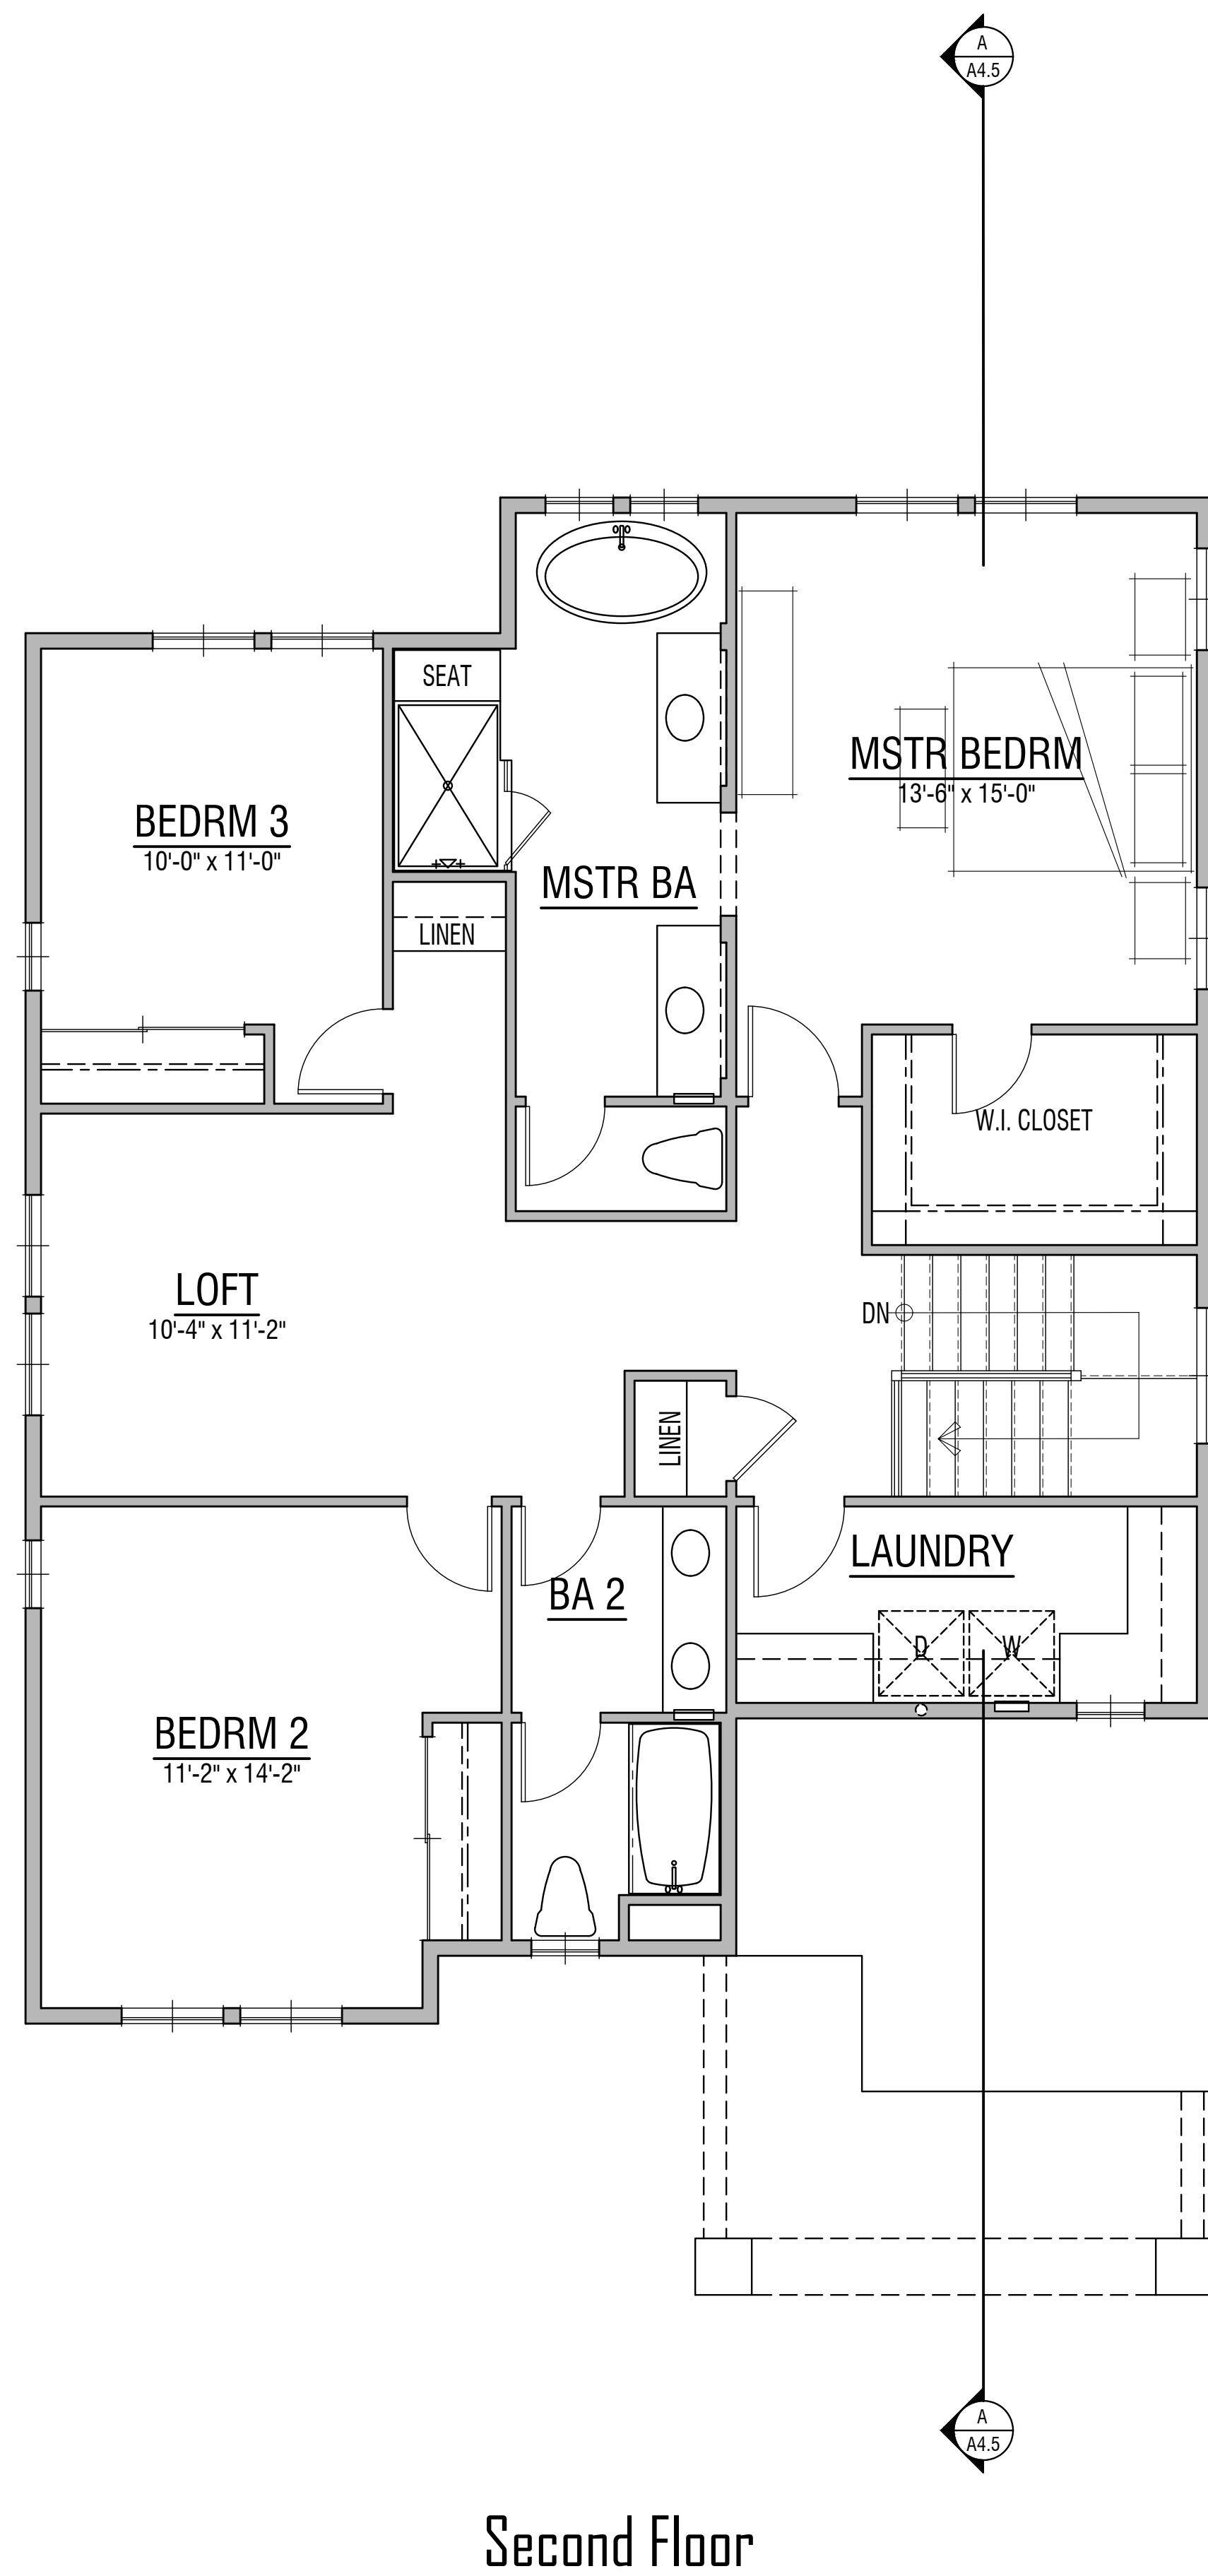 A
A4.5
SEAT
MSTR BEDRM
13'-6" x 15'-0"
BEDRM 3
10'-0" x 11'-0"
MSTR BA
LINEN
W.I. CLOSET
LOFT
10'-4" x 11'-2"
DN
LINEN
LAUNDRY
BA 2
D
W
BEDRM 2
11'-2" x 14'-2"
A
A4.5
Second Floor